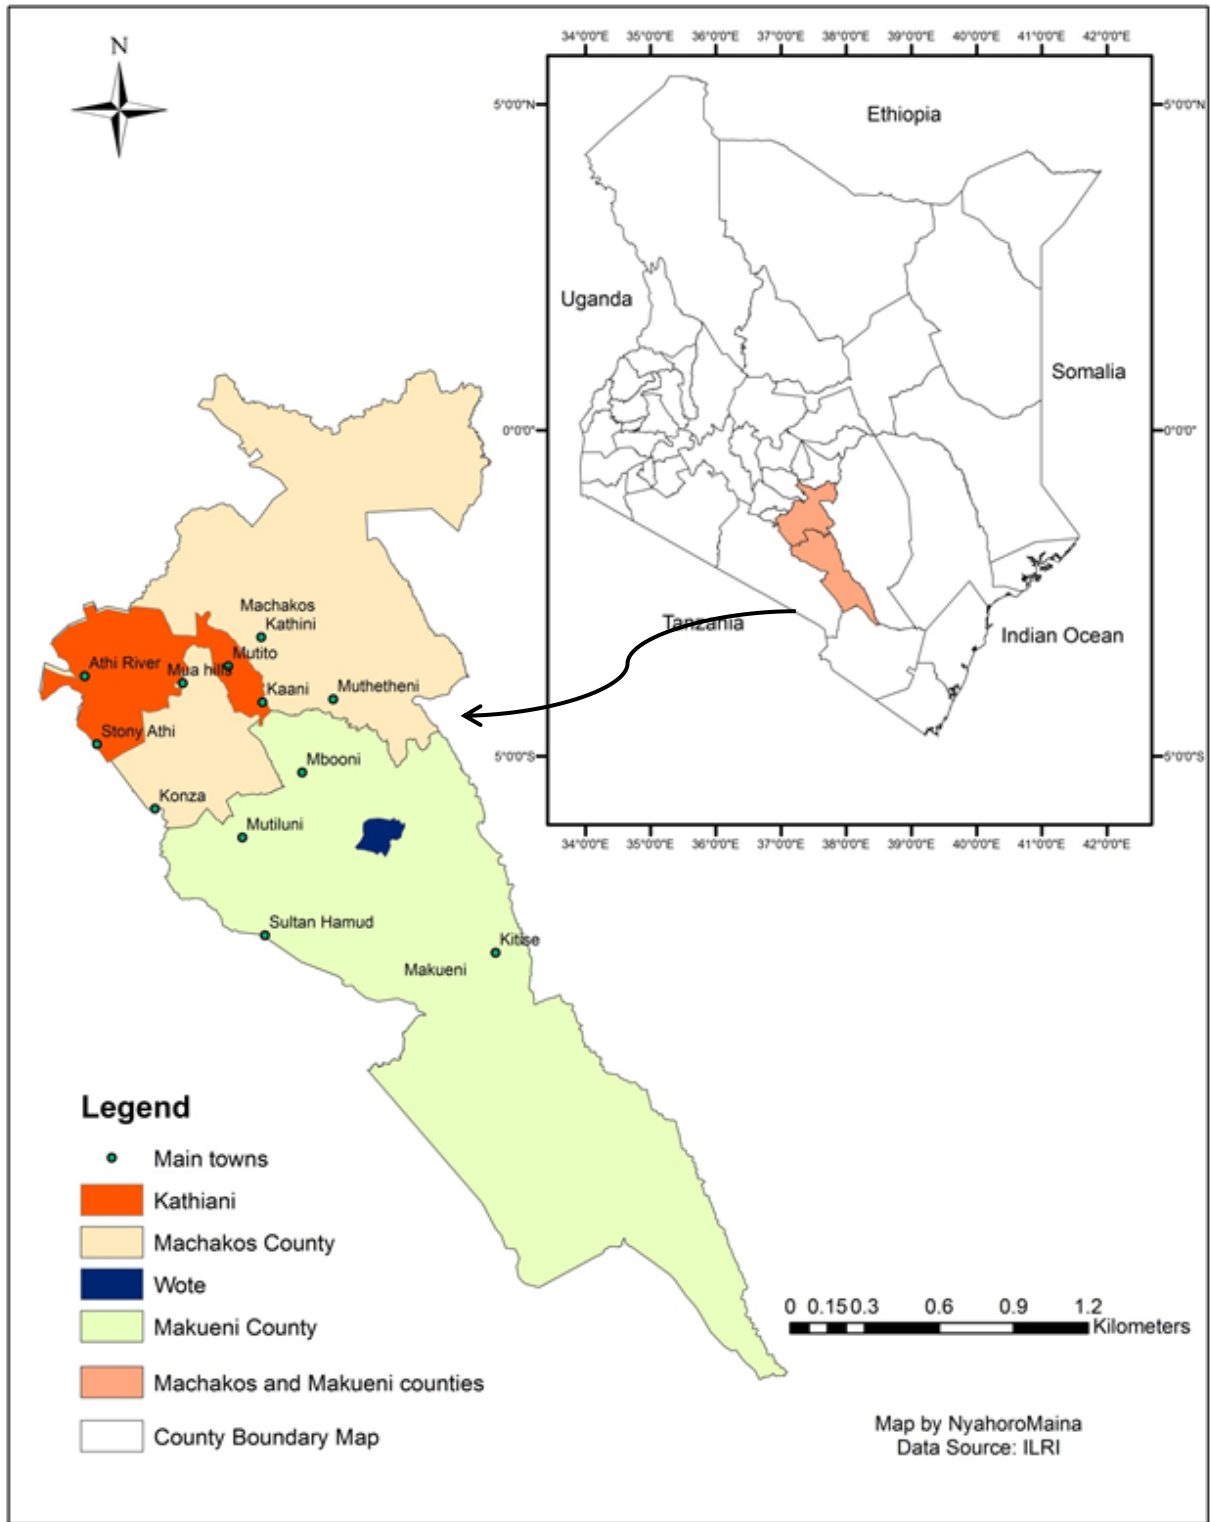 N
34°0'0"E 35°0'0"E 36°0'0"E 37°0'0"E 38°0'0"E 39°0'0"E 40°0'0"E 41°0'0"E 42°0'0"E
5°0'0"N 5°0'0"N
Ethiopia
Uganda
Somalia
0°0'0" 0°0'0"
Tanzania
Indian Ocean
5°0'0"S 5°0'0"S
34°0'0"E 35°0'0"E 36°0'0"E 37°0'0"E 38°0'0"E 39°0'0"E 40°0'0"E 41°0'0"E 42°0'0"E
Machakos
Kathini
Mutito
Athi River
Mua hills
Kaani
Muthetheni
Stony Athi
Mbooni
Konza
Mutiluni
Sultan Hamud
Kitise
Makueni
Legend
Main towns
Kathiani
Machakos County
Wote
Makueni County
Machakos and Makueni counties
County Boundary Map
0 0.15 0.3 0.6 0.9 1.2
Kilometers
Map by NyahoroMaina
Data Source: ILRI